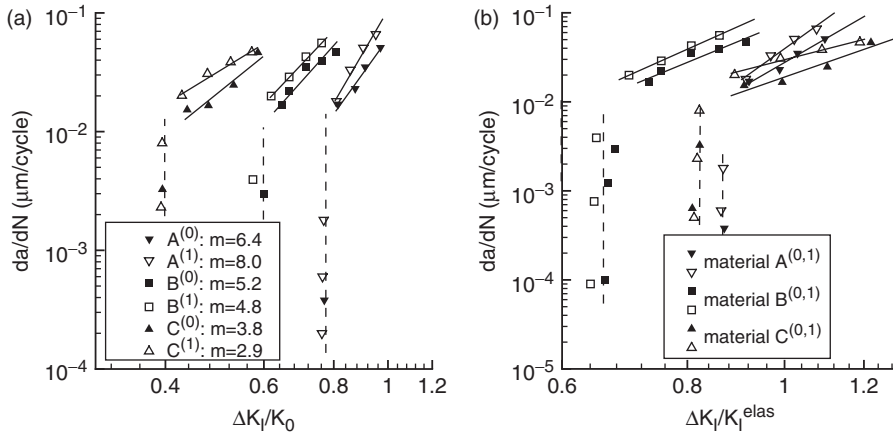 (a)
da/dN (μm/cycle)
10⁻¹
10⁻²
10⁻³
10⁻⁴
A⁽⁰⁾: m=6.4
A⁽¹⁾: m=8.0
B⁽⁰⁾: m=5.2
B⁽¹⁾: m=4.8
C⁽⁰⁾: m=3.8
C⁽¹⁾: m=2.9
0.4 0.6 0.8 1 1.2
ΔK_I/K_0
(b)
da/dN (μm/cycle)
10⁻¹
10⁻²
10⁻³
10⁻⁴
10⁻⁵
material A⁽⁰,¹⁾
material B⁽⁰,¹⁾
material C⁽⁰,¹⁾
0.6 0.8 1 1.2
ΔK_I/K_I^elas